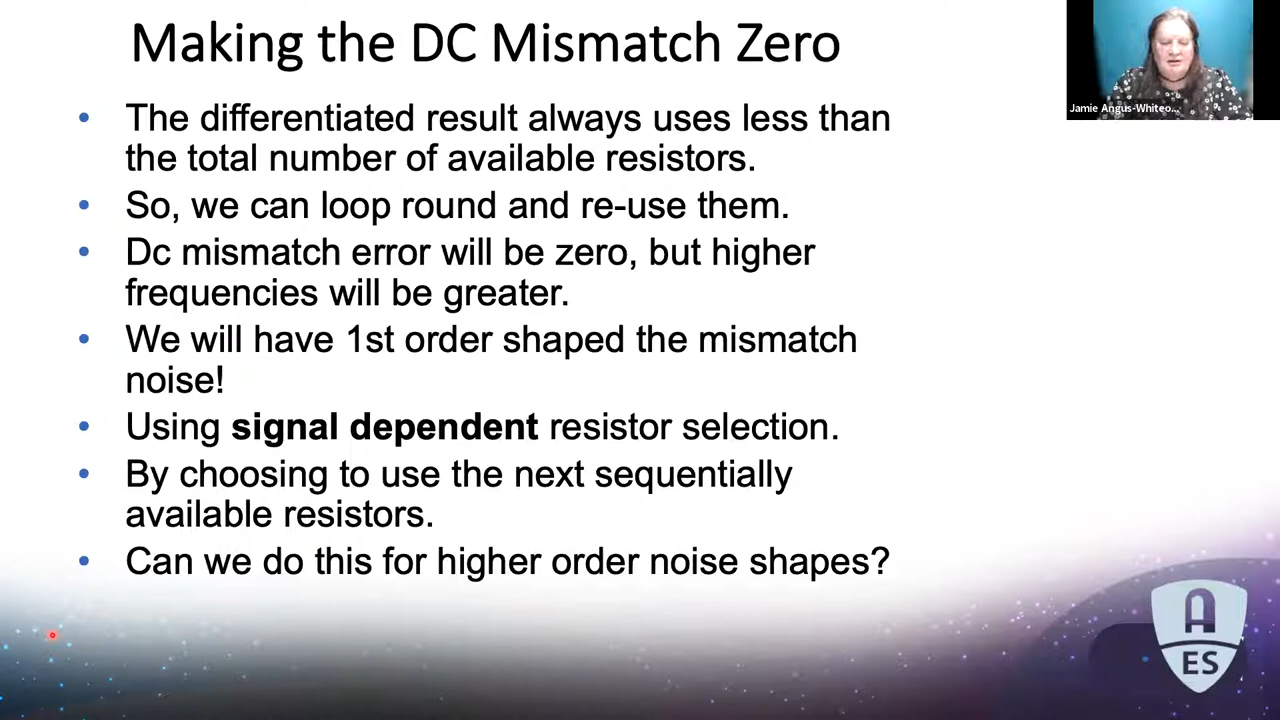 Making the DC Mismatch Zero
Jamie Angus-Whiteo...
• The differentiated result always uses less than
the total number of available resistors.
• So, we can loop round and re-use them.
• Dc mismatch error will be zero, but higher
frequencies will be greater.
• We will have 1st order shaped the mismatch
noise!
• Using signal dependent resistor selection.
• By choosing to use the next sequentially
available resistors.
• Can we do this for higher order noise shapes?
A
ES